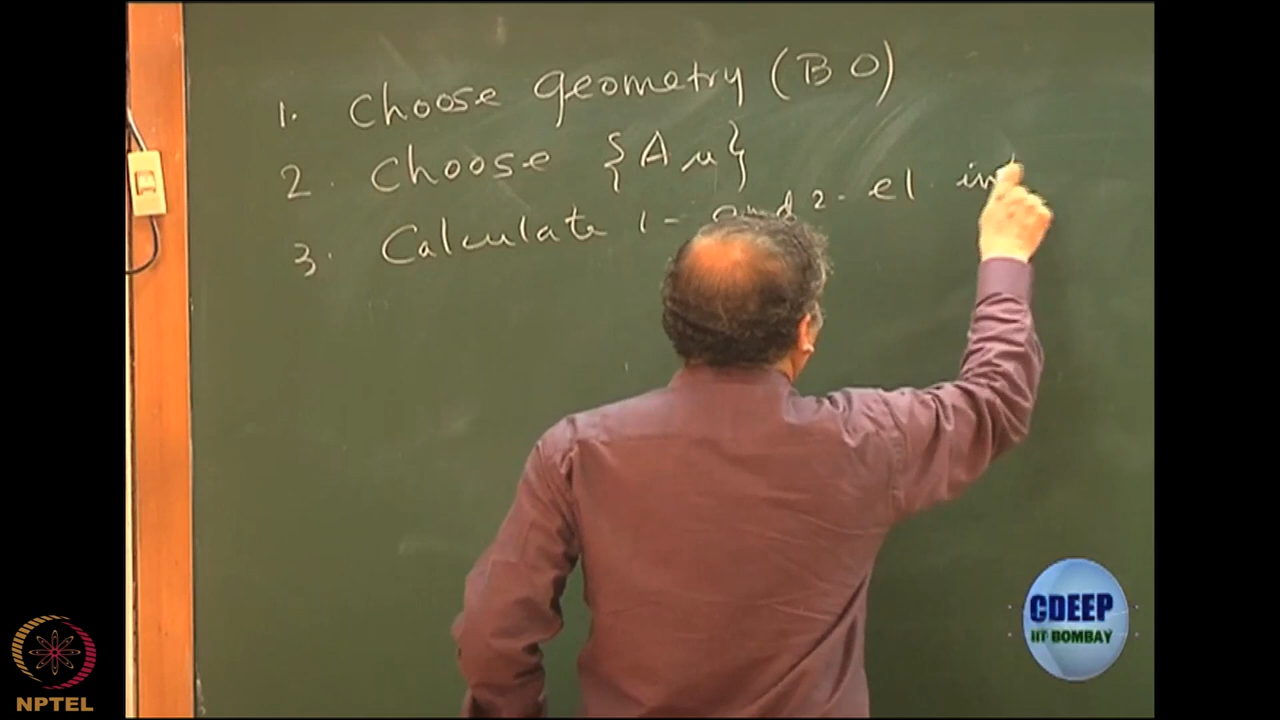 1. Choose geometry (BO)
2. Choose {Aμ}
3. Calculate 1- and 2-el. in
CDEEP
IIT BOMBAY
NPTEL